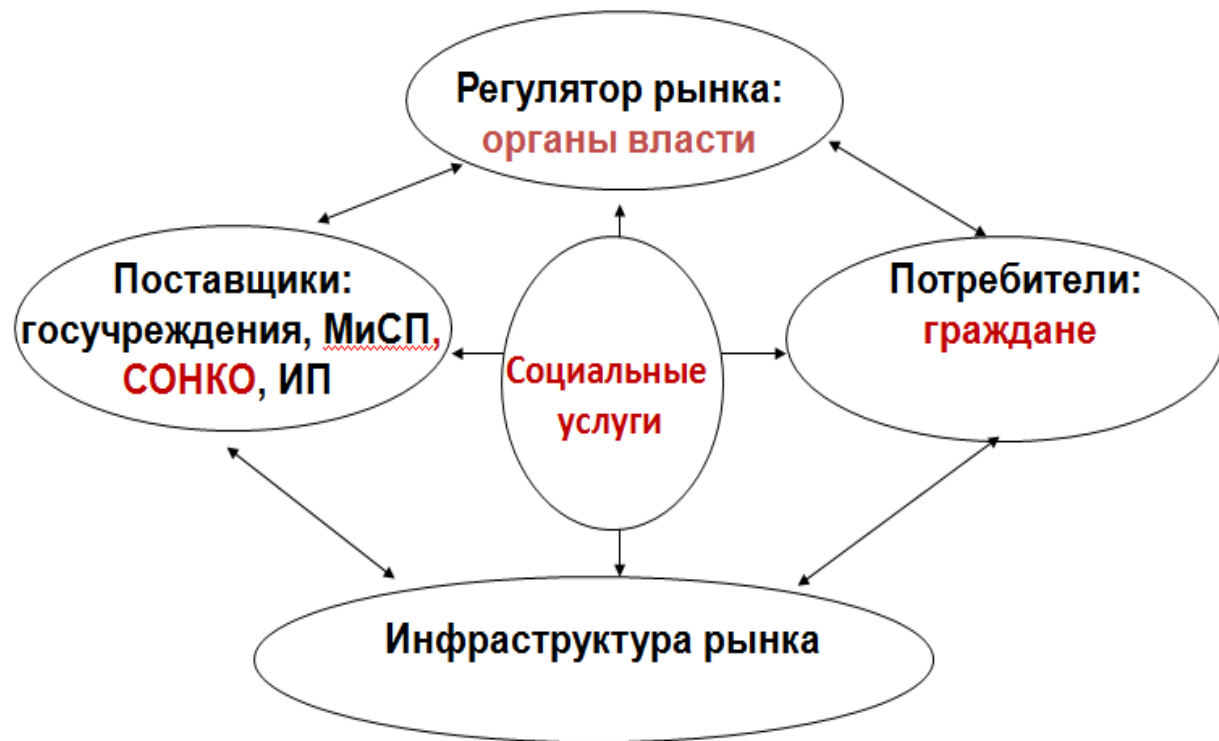 Регулятор рынка:
органы власти
Поставщики:
госучреждения, МиСП,
СОНКО, ИП
Социальные
услуги
Потребители:
граждане
Инфраструктура рынка